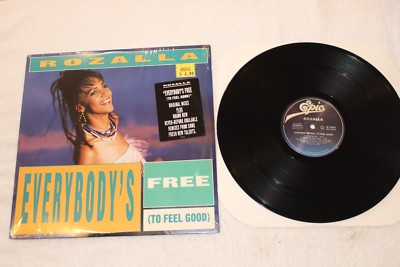 ROZALLA
ROZALLA
"EVERYBODY'S FREE
(TO FEEL GOOD)"
ORIGINAL MIXES
PLUS
BRAND NEW
NEVER-BEFORE AVAILABLE
REMIXES FROM SOME
FRESH NEW TALENTS.
EVERYBODY'S
FREE
(TO FEEL GOOD)
Epic
ROZALLA